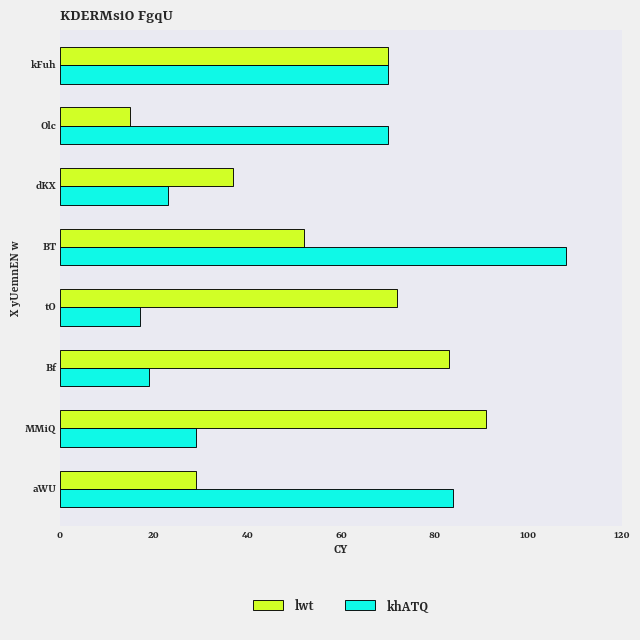 KDERMsiO FgqU
kFuh
Olc
dKX
BT
tO
Bf
MMiQ
aWU
X yUemnEN w
0 20 40 60 80 100 120
CY
lwt khATQ